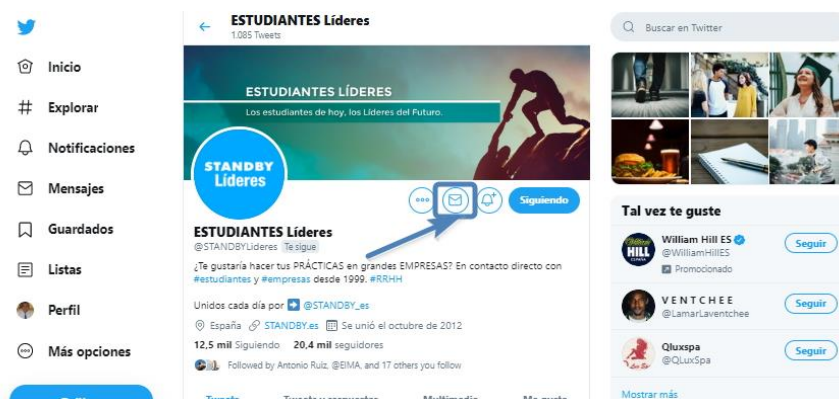 Inicio
Explorar
Notificaciones
Mensajes
Guardados
Listas
Perfil
Más opciones
ESTUDIANTES Líderes
1.085 Tweets
ESTUDIANTES LÍDERES
Los estudiantes de hoy, los Líderes del Futuro.
STANDBY
Líderes
Siguiendo
ESTUDIANTES Líderes
@STANDBYLideres Te sigue
¿Te gustaría hacer tus PRÁCTICAS en grandes EMPRESAS? En contacto directo con
#estudiantes y #empresas desde 1999. #RRHH
Unidos cada día por ➡ @STANDBY_es
España STANDBY.es Se unió el octubre de 2012
12,5 mil Siguiendo 20,4 mil seguidores
Followed by Antonio Ruiz, @EIMA, and 17 others you follow
Buscar en Twitter
Tal vez te guste
William Hill ES
@WilliamHillES
Promocionado
Seguir
HILL
V E N T C H E E
@LamarLaventchee
Seguir
Qluxspa
@QLuxSpa
Seguir
Mostrar más